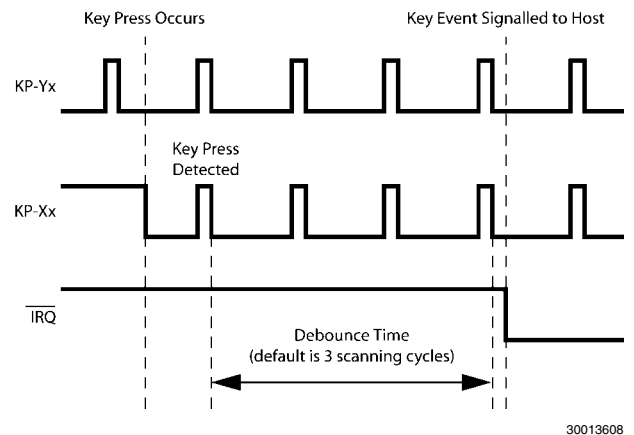 Key Press Occurs
Key Event Signalled to Host
KP-Yx
Key Press
Detected
KP-Xx
IRQ
Debounce Time
(default is 3 scanning cycles)
30013608